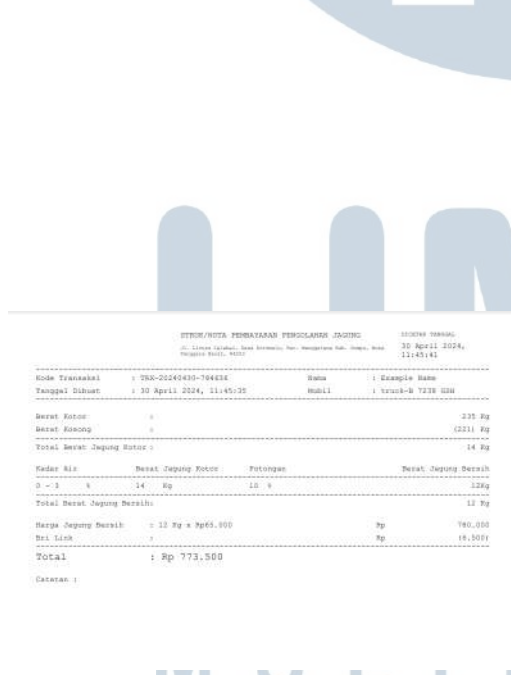 STRUK/NOTA PEMBAYARAN PENGOLAHAN JAGUNG
DICETAK TANGGAL
30 April 2024,
11:45:41
Kode Transaksi : TRX-20240430-704636 Nama : Example Name
Tanggal Dibuat : 30 April 2024, 11:45:35 Mobil : truck-B 7238 GSH
Berat Kotor : 235 Kg
Berat Kosong : (221) Kg
Total Berat Jagung Kotor : 14 Kg
Kadar Air Berat Jagung Kotor Potongan Berat Jagung Bersih
0 - 3 % 14 Kg 10 % 12Kg
Total Berat Jagung Bersih: 12 Kg
Harga Jagung Bersih : 12 Kg x Rp65.000 Rp 780.000
Bri Link : Rp (6.500)
Total : Rp 773.500
Catatan :